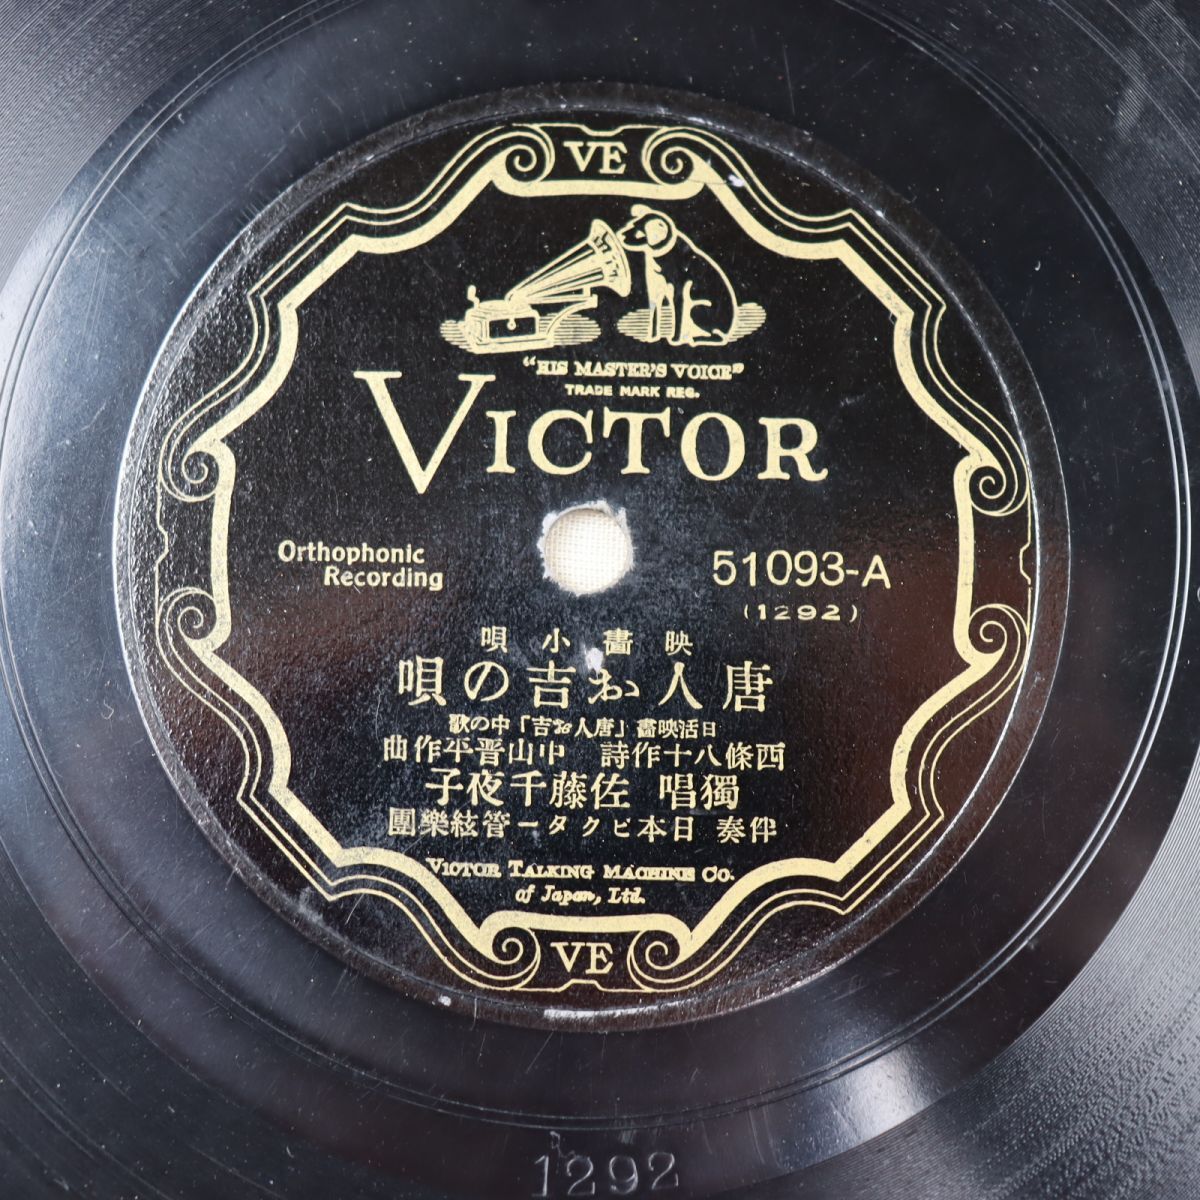 VE
"HIS MASTER'S VOICE"
TRADE MARK REG.
VICTOR
Orthophonic
Recording
51093-A
(1292)
映畫小唄
唐人お吉の唄
日活映畫「唐人お吉」中の歌
西條八十作詩 中山晋平作曲
獨唱 佐藤千夜子
伴奏 日本ビクター管絃樂團
VICTOR TALKING MACHINE CO.
of Japan, Ltd.
VE
1292